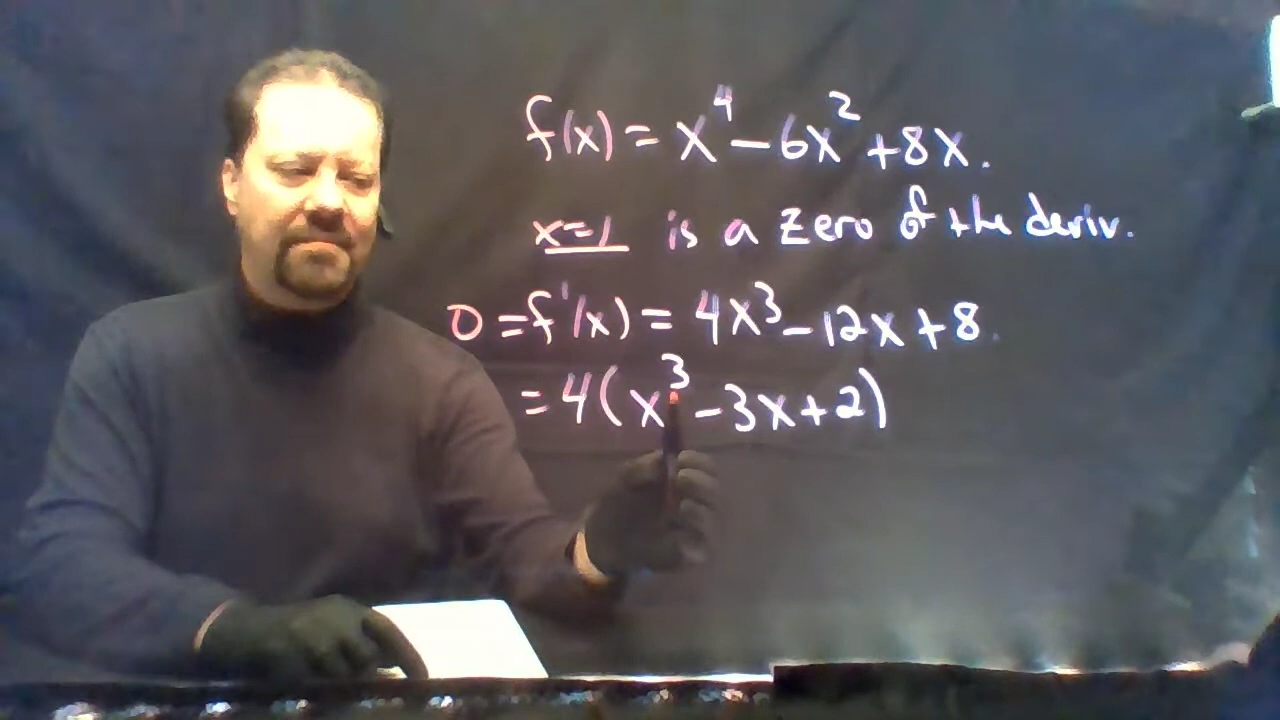 f(x) = x⁴ – 6x² + 8x.
x=1 is a zero of the deriv.
0 = f'(x) = 4x³ – 12x + 8.
= 4(x³ – 3x + 2)